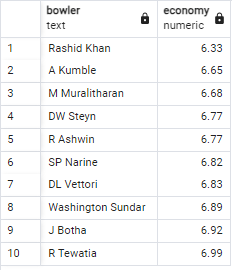 bowler economy
text numeric
1 Rashid Khan 6.33
2 A Kumble 6.65
3 M Muralitharan 6.68
4 DW Steyn 6.77
5 R Ashwin 6.77
6 SP Narine 6.82
7 DL Vettori 6.83
8 Washington Sundar 6.89
9 J Botha 6.92
10 R Tewatia 6.99